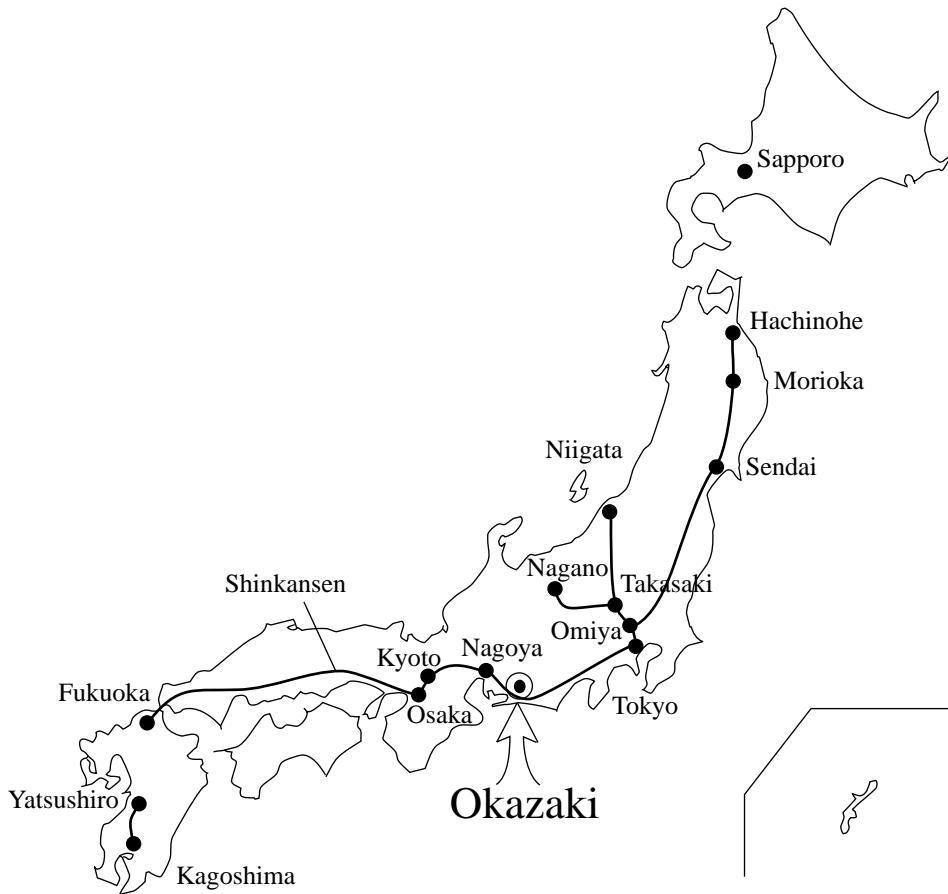 Sapporo
Hachinohe
Morioka
Niigata
Sendai
Nagano
Takasaki
Shinkansen
Omiya
Nagoya
Kyoto
Fukuoka
Osaka
Tokyo
Okazaki
Yatsushiro
Kagoshima